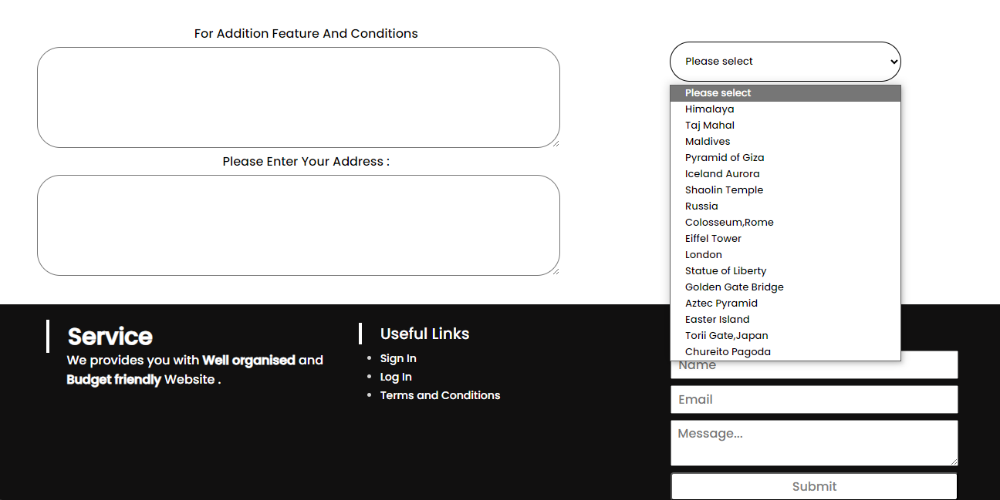 For Addition Feature And Conditions
Please Enter Your Address :
Please select
Please select
Himalaya
Taj Mahal
Maldives
Pyramid of Giza
Iceland Aurora
Shaolin Temple
Russia
Colosseum,Rome
Eiffel Tower
London
Statue of Liberty
Golden Gate Bridge
Aztec Pyramid
Easter Island
Torii Gate,Japan
Chureito Pagoda
Service
We provides you with Well organised and
Budget friendly Website .
Useful Links
Sign In
Log In
Terms and Conditions
Name
Email
Message...
Submit